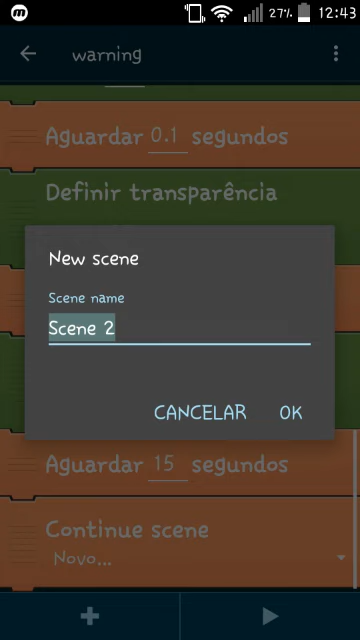 27% 12:43
warning
Aguardar 0.1 segundos
Definir transparência
New scene
Scene name
Scene 2
CANCELAR OK
Aguardar 15 segundos
Continue scene
Novo...